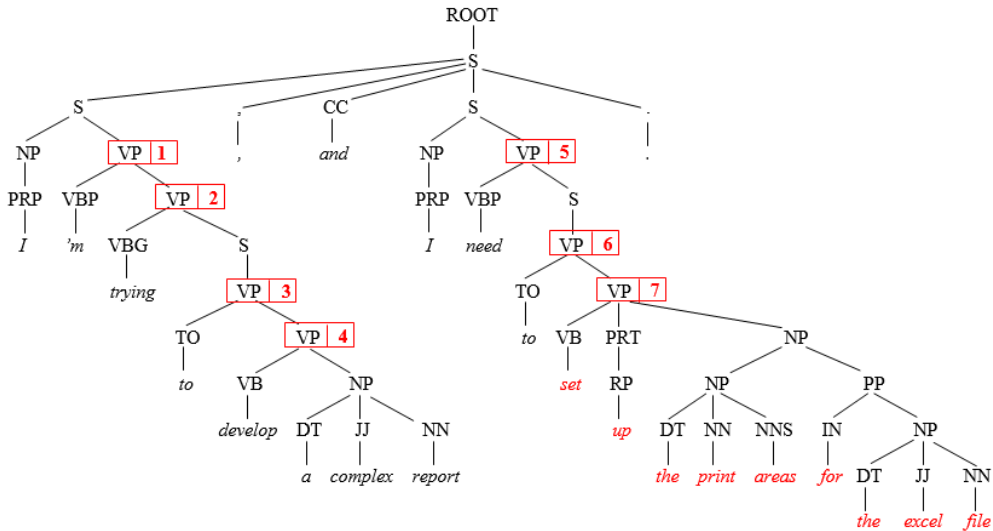 ROOT
S
S , CC S .
, and .
NP VP 1 NP VP 5
PRP VBP VP 2 PRP VBP S
I 'm VBG S I need VP 6
trying VP 3 TO VP 7
TO VP 4 to VB PRT NP
to VB NP set RP NP PP
develop DT JJ NN up DT NN NNS IN NP
a complex report the print areas for DT JJ NN
the excel file